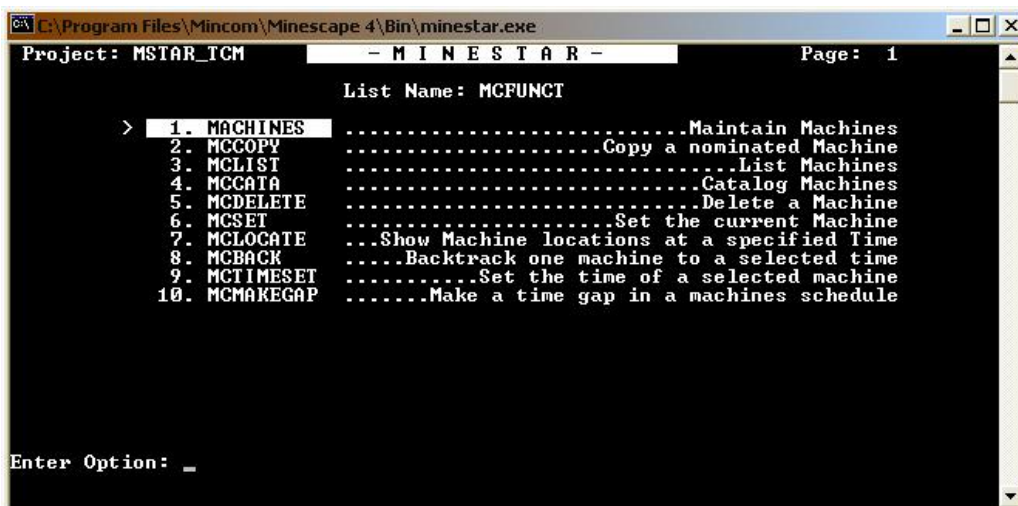 C:\Program Files\Mincom\Minescape 4\Bin\minestar.exe
Project: MSTAR_TCM - M I N E S T A R - Page: 1
List Name: MCFUNCT
> 1. MACHINES ............................Maintain Machines
2. MCCOPY .....................Copy a nominated Machine
3. MCLIST ................................List Machines
4. MCCATA .............................Catalog Machines
5. MCDELETE .............................Delete a Machine
6. MCSET ......................Set the current Machine
7. MCLOCATE ...Show Machine locations at a specified Time
8. MCBACK .....Backtrack one machine to a selected time
9. MCTIMESET ...........Set the time of a selected machine
10. MCMAKEGAP .......Make a time gap in a machines schedule
Enter Option: _